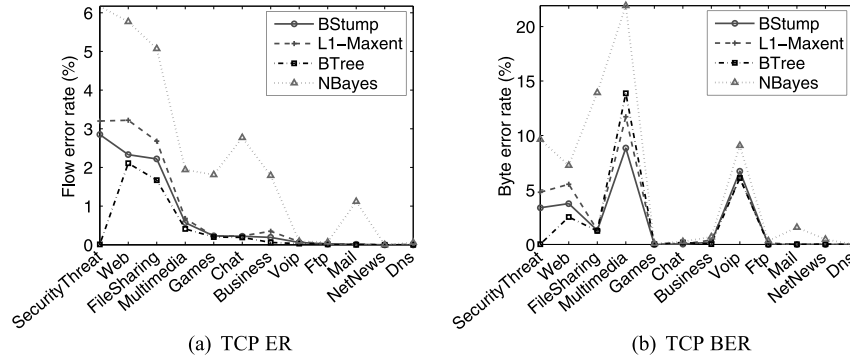 6
5
4
3
2
1
0
Flow error rate (%)
BStump
L1−Maxent
BTree
NBayes
SecurityThreat
Web
FileSharing
Multimedia
Games
Chat
Business
Voip
Ftp
Mail
NetNews
Dns
(a) TCP ER
20
15
10
5
0
Byte error rate (%)
BStump
L1−Maxent
BTree
NBayes
SecurityThreat
Web
FileSharing
Multimedia
Games
Chat
Business
Voip
Ftp
Mail
NetNews
Dns
(b) TCP BER